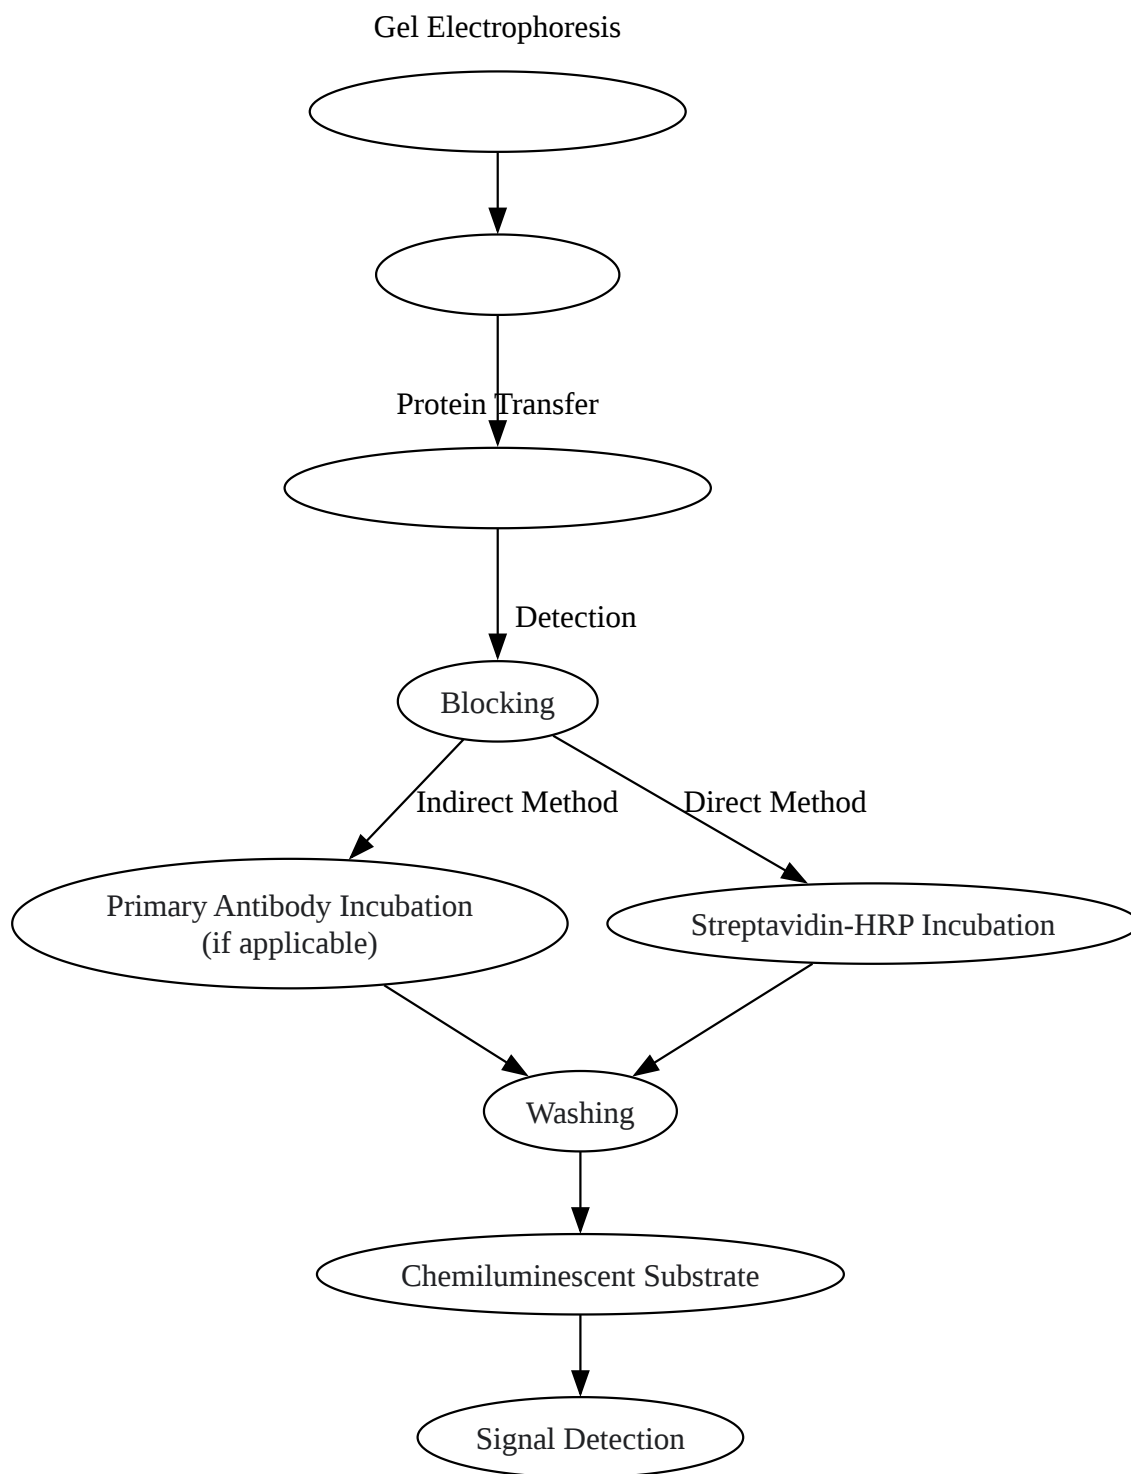 Gel Electrophoresis
Protein Transfer
Detection
Blocking
Indirect Method
Direct Method
Primary Antibody Incubation
(if applicable)
Streptavidin-HRP Incubation
Washing
Chemiluminescent Substrate
Signal Detection